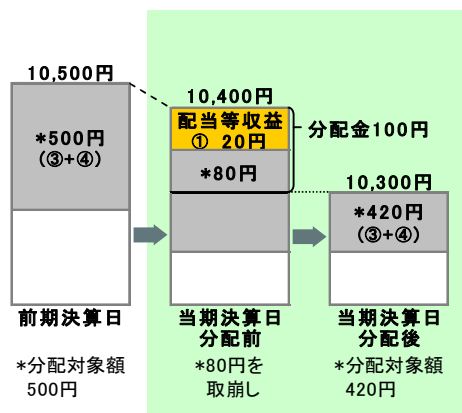 10,500円
*500円
(③+④)
前期決算日
*分配対象額
500円
10,400円
配当等収益
① 20円
*80円
分配金100円
当期決算日
分配前
*80円を
取崩し
10,300円
*420円
(③+④)
当期決算日
分配後
*分配対象額
420円